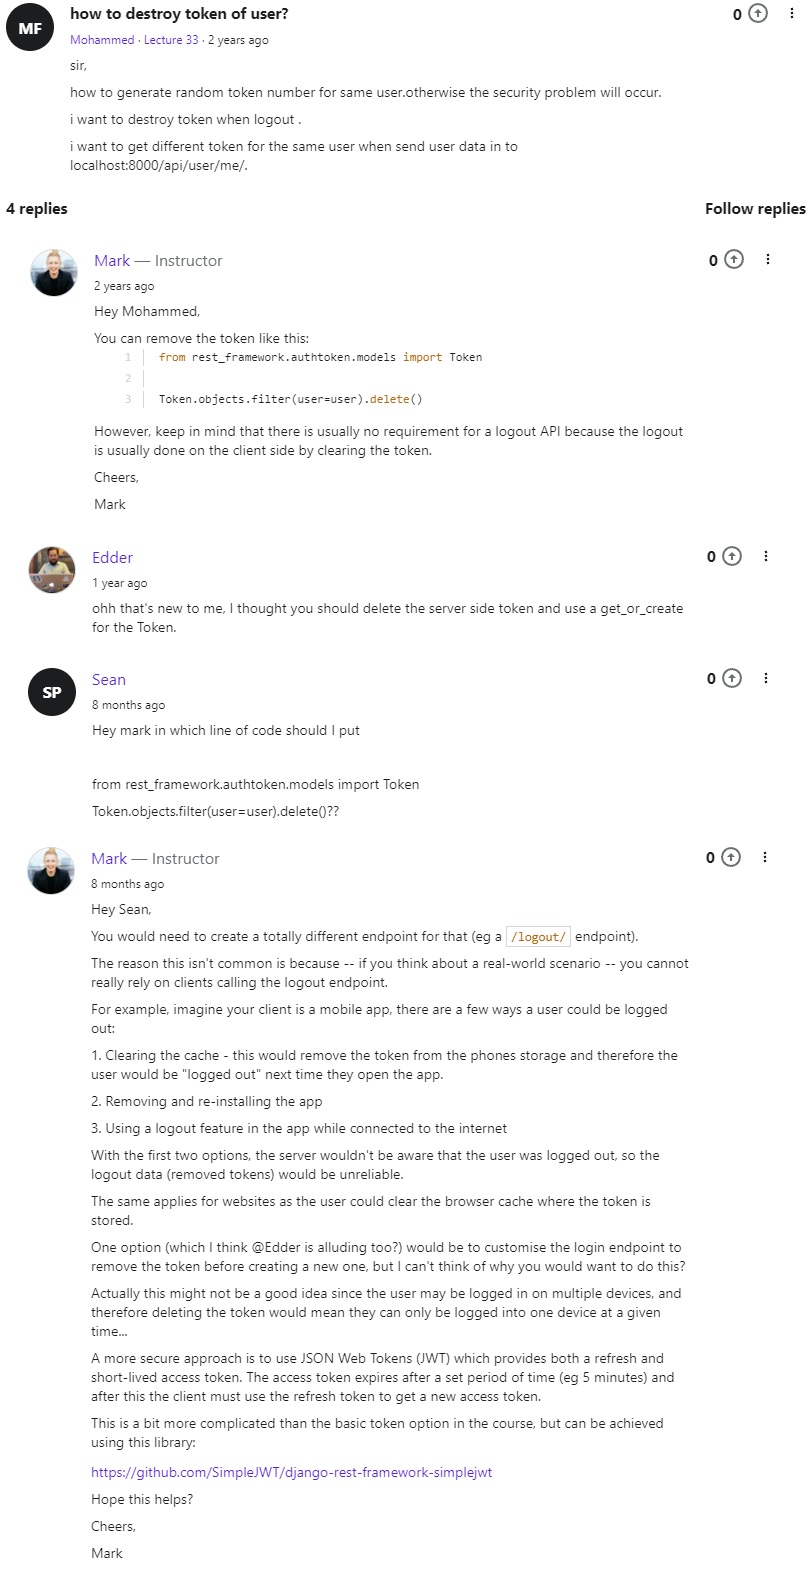 MF
how to destroy token of user?
0
Mohammed · Lecture 33 · 2 years ago
sir,
how to generate random token number for same user.otherwise the security problem will occur.
i want to destroy token when logout .
i want to get different token for the same user when send user data in to
localhost:8000/api/user/me/.
4 replies
Follow replies
Mark — Instructor
0
2 years ago
Hey Mohammed,
You can remove the token like this:
1 from rest_framework.authtoken.models import Token
2
3 Token.objects.filter(user=user).delete()
However, keep in mind that there is usually no requirement for a logout API because the logout
is usually done on the client side by clearing the token.
Cheers,
Mark
Edder
0
1 year ago
ohh that's new to me, I thought you should delete the server side token and use a get_or_create
for the Token.
SP
Sean
0
8 months ago
Hey mark in which line of code should I put
from rest_framework.authtoken.models import Token
Token.objects.filter(user=user).delete()??
Mark — Instructor
0
8 months ago
Hey Sean,
You would need to create a totally different endpoint for that (eg a /logout/ endpoint).
The reason this isn't common is because -- if you think about a real-world scenario -- you cannot
really rely on clients calling the logout endpoint.
For example, imagine your client is a mobile app, there are a few ways a user could be logged
out:
1. Clearing the cache - this would remove the token from the phones storage and therefore the
user would be "logged out" next time they open the app.
2. Removing and re-installing the app
3. Using a logout feature in the app while connected to the internet
With the first two options, the server wouldn't be aware that the user was logged out, so the
logout data (removed tokens) would be unreliable.
The same applies for websites as the user could clear the browser cache where the token is
stored.
One option (which I think @Edder is alluding too?) would be to customise the login endpoint to
remove the token before creating a new one, but I can't think of why you would want to do this?
Actually this might not be a good idea since the user may be logged in on multiple devices, and
therefore deleting the token would mean they can only be logged into one device at a given
time...
A more secure approach is to use JSON Web Tokens (JWT) which provides both a refresh and
short-lived access token. The access token expires after a set period of time (eg 5 minutes) and
after this the client must use the refresh token to get a new access token.
This is a bit more complicated than the basic token option in the course, but can be achieved
using this library:
https://github.com/SimpleJWT/django-rest-framework-simplejwt
Hope this helps?
Cheers,
Mark